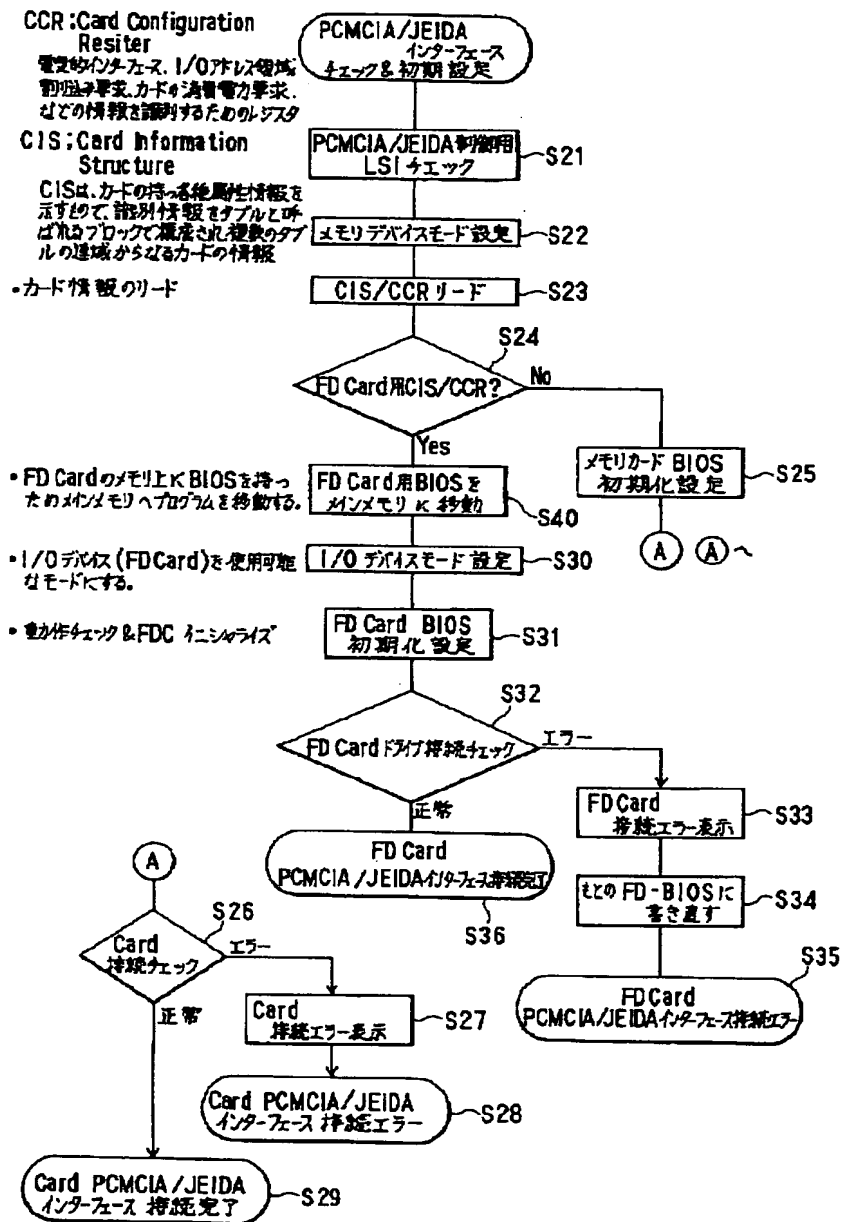 CCR:Card Configuration
Resiter
電気的インターフェース、I/Oアドレス領域、
割り込み要求、カードが消費電力要求、
などの情報を識別するためのレジスタ
CIS:Card Information
Structure
CISは、カードの持つ各種属性情報を
示すもので、識別情報をタプルと呼
ばれるブロックで構成され、複数のタプ
ルの連鎖からなるカードの情報
・カード情報のリード
PCMCIA/JEIDA
インターフェース
チェック&初期設定
PCMCIA/JEIDA制御用
LSIチェック
S21
メモリデバイスモード設定
S22
CIS/CCRリード
S23
S24
FD Card用CIS/CCR?
No
Yes
メモリカード BIOS
初期化設定
S25
A
Aへ
・FD Cardのメモリ上にBIOSを持つ
ためメインメモリへプログラムを移動する。
FD Card用BIOSを
メインメモリに移動
S40
・I/Oデバイス(FD Card)を使用可能
なモードにする。
I/Oデバイスモード設定
S30
・動作チェック&FDC イニシャライズ
FD Card BIOS
初期化設定
S31
S32
FD Cardドライブ接続チェック
エラー
正常
FD Card
接続エラー表示
S33
FD Card
PCMCIA/JEIDAインターフェース接続完了
S36
もとのFD-BIOSに
書き直す
S34
S35
FD Card
PCMCIA/JEIDAインターフェース接続エラー
A
S26
Card
接続チェック
エラー
正常
Card
接続エラー表示
S27
Card PCMCIA/JEIDA
インターフェース接続エラー
S28
Card PCMCIA/JEIDA
インターフェース接続完了
S29